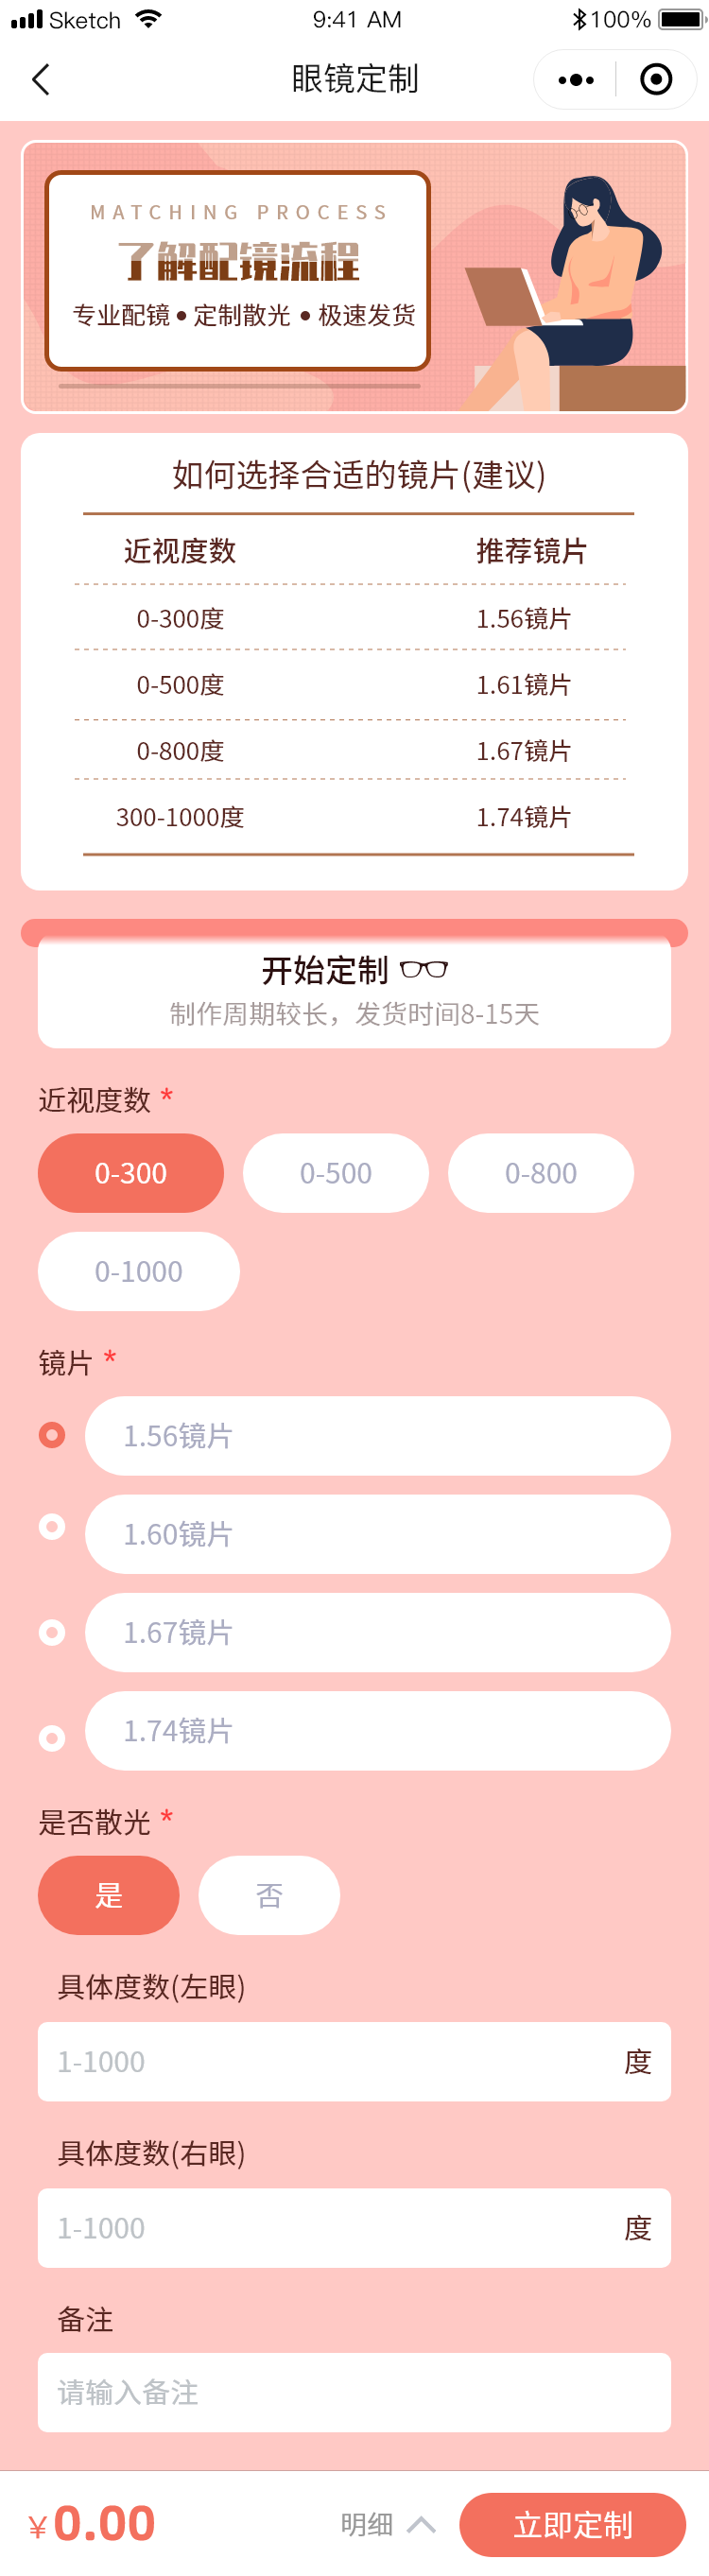 Sketch 9:41 AM 100%
眼镜定制
MATCHING PROCESS
了解配镜流程
专业配镜 • 定制散光 • 极速发货
如何选择合适的镜片(建议)
近视度数 推荐镜片
0-300度 1.56镜片
0-500度 1.61镜片
0-800度 1.67镜片
300-1000度 1.74镜片
开始定制
制作周期较长，发货时间8-15天
近视度数 *
0-300 0-500 0-800
0-1000
镜片 *
1.56镜片
1.60镜片
1.67镜片
1.74镜片
是否散光 *
是 否
具体度数(左眼)
1-1000 度
具体度数(右眼)
1-1000 度
备注
请输入备注
¥0.00 明细 立即定制